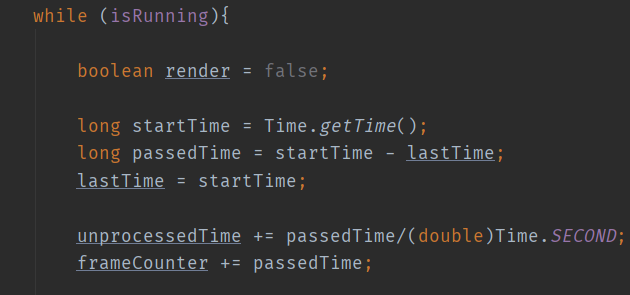 while (isRunning){
boolean render = false;
long startTime = Time.getTime();
long passedTime = startTime - lastTime;
lastTime = startTime;
unprocessedTime += passedTime/(double)Time.SECOND;
frameCounter += passedTime;